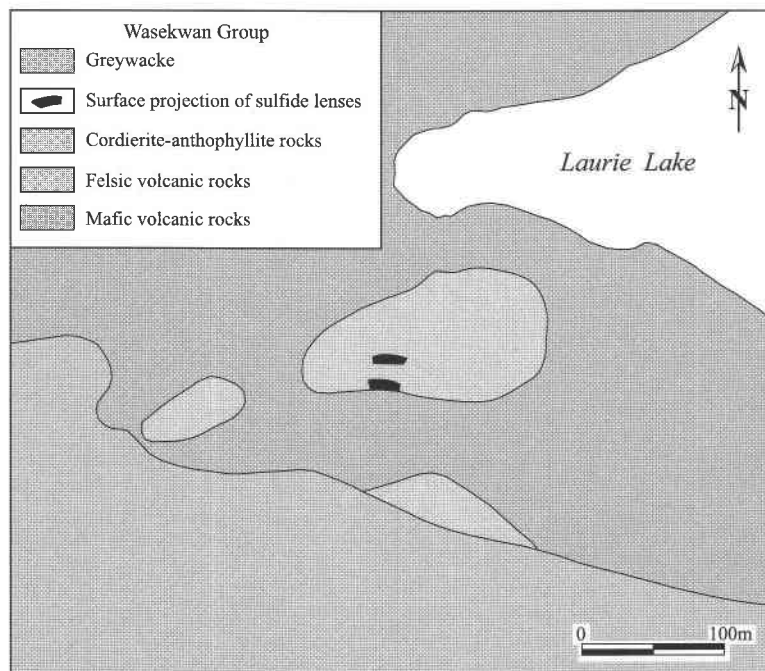 Wasekwan Group
Greywacke
Surface projection of sulfide lenses
Cordierite-anthophyllite rocks
Felsic volcanic rocks
Mafic volcanic rocks
N
Laurie Lake
0 100m